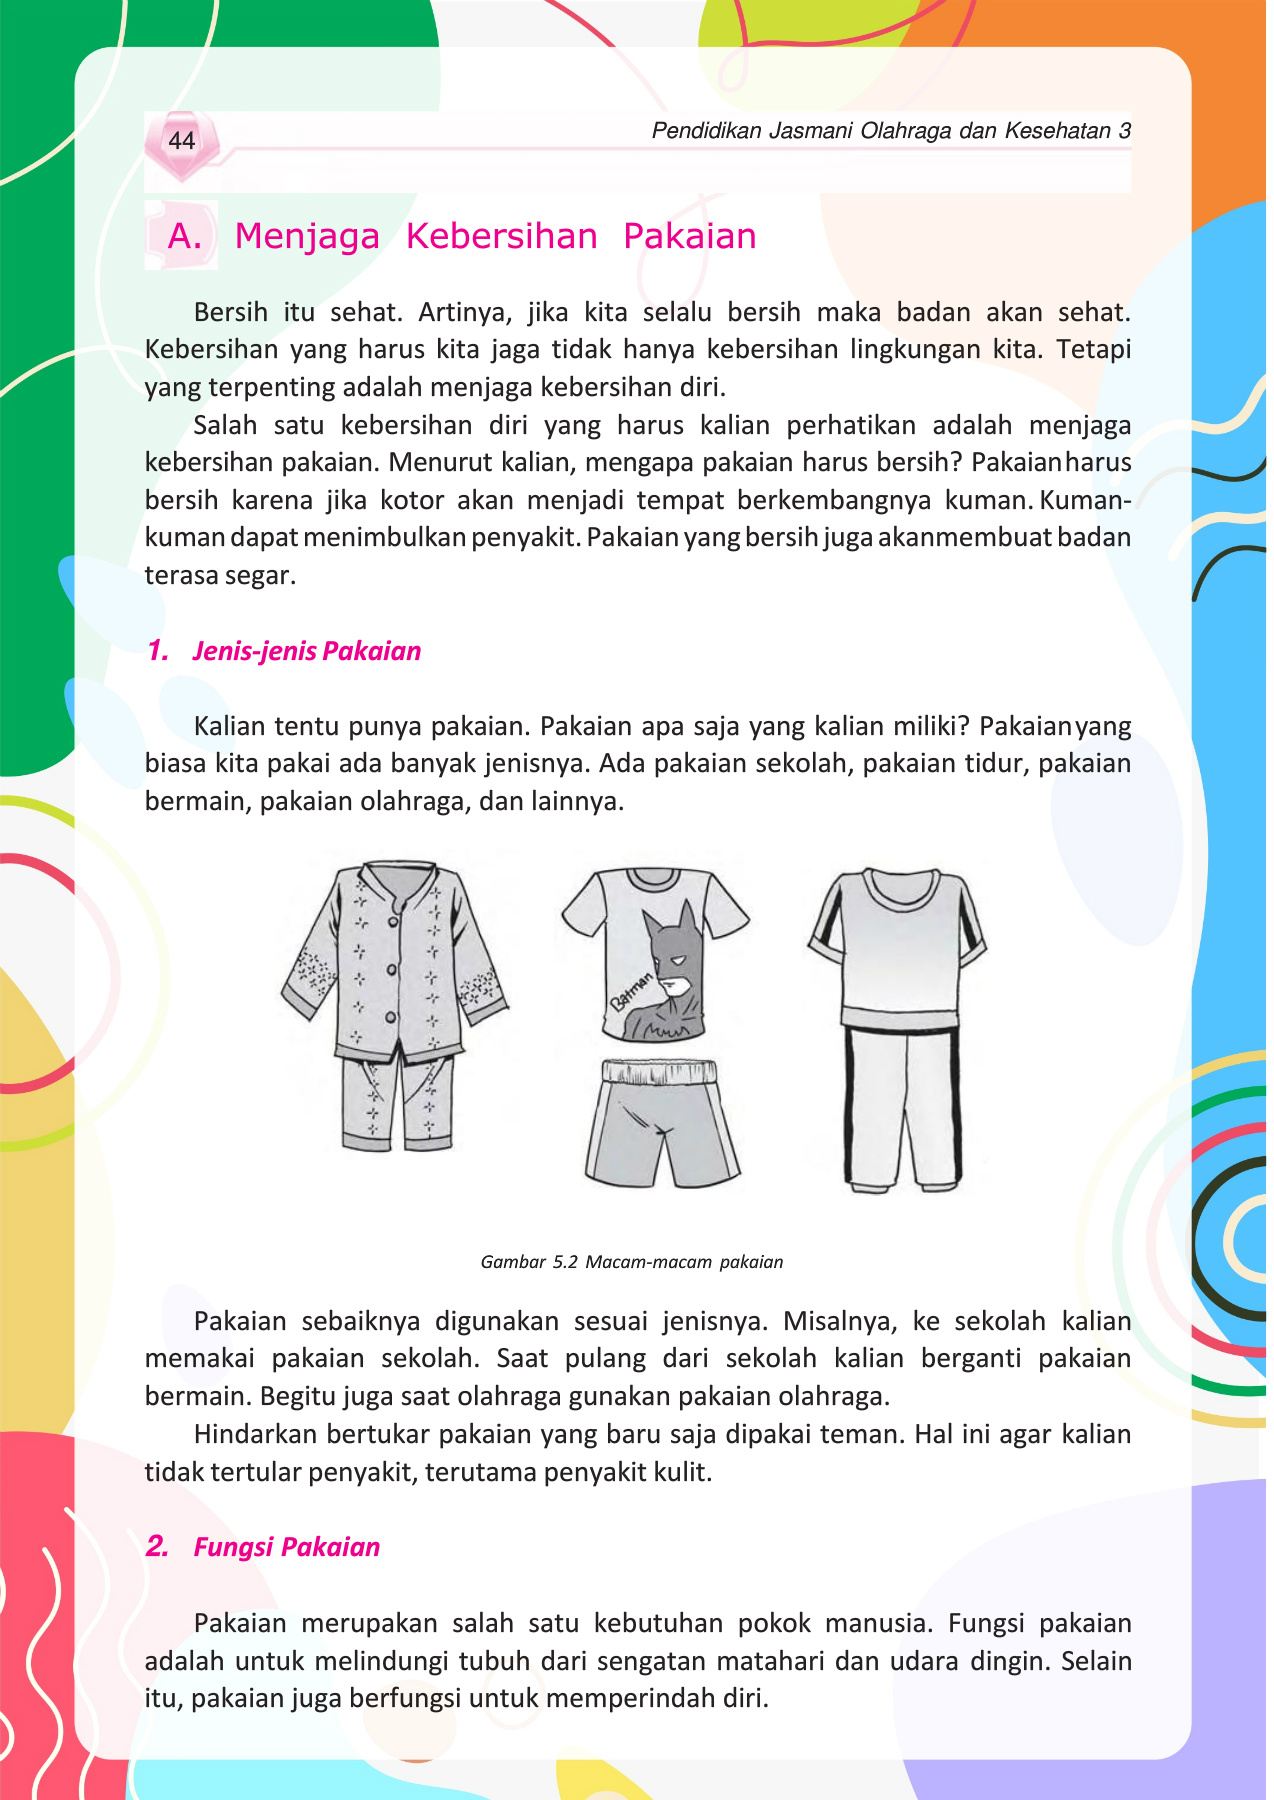 44
Pendidikan Jasmani Olahraga dan Kesehatan 3
A. Menjaga Kebersihan Pakaian
Bersih itu sehat. Artinya, jika kita selalu bersih maka badan akan sehat.
Kebersihan yang harus kita jaga tidak hanya kebersihan lingkungan kita. Tetapi
yang terpenting adalah menjaga kebersihan diri.
Salah satu kebersihan diri yang harus kalian perhatikan adalah menjaga
kebersihan pakaian. Menurut kalian, mengapa pakaian harus bersih? Pakaian harus
bersih karena jika kotor akan menjadi tempat berkembangnya kuman. Kuman-
kuman dapat menimbulkan penyakit. Pakaian yang bersih juga akanmembuat badan
terasa segar.
1. Jenis-jenis Pakaian
Kalian tentu punya pakaian. Pakaian apa saja yang kalian miliki? Pakaian yang
biasa kita pakai ada banyak jenisnya. Ada pakaian sekolah, pakaian tidur, pakaian
bermain, pakaian olahraga, dan lainnya.
Batman
Gambar 5.2 Macam-macam pakaian
Pakaian sebaiknya digunakan sesuai jenisnya. Misalnya, ke sekolah kalian
memakai pakaian sekolah. Saat pulang dari sekolah kalian berganti pakaian
bermain. Begitu juga saat olahraga gunakan pakaian olahraga.
Hindarkan bertukar pakaian yang baru saja dipakai teman. Hal ini agar kalian
tidak tertular penyakit, terutama penyakit kulit.
2. Fungsi Pakaian
Pakaian merupakan salah satu kebutuhan pokok manusia. Fungsi pakaian
adalah untuk melindungi tubuh dari sengatan matahari dan udara dingin. Selain
itu, pakaian juga berfungsi untuk memperindah diri.